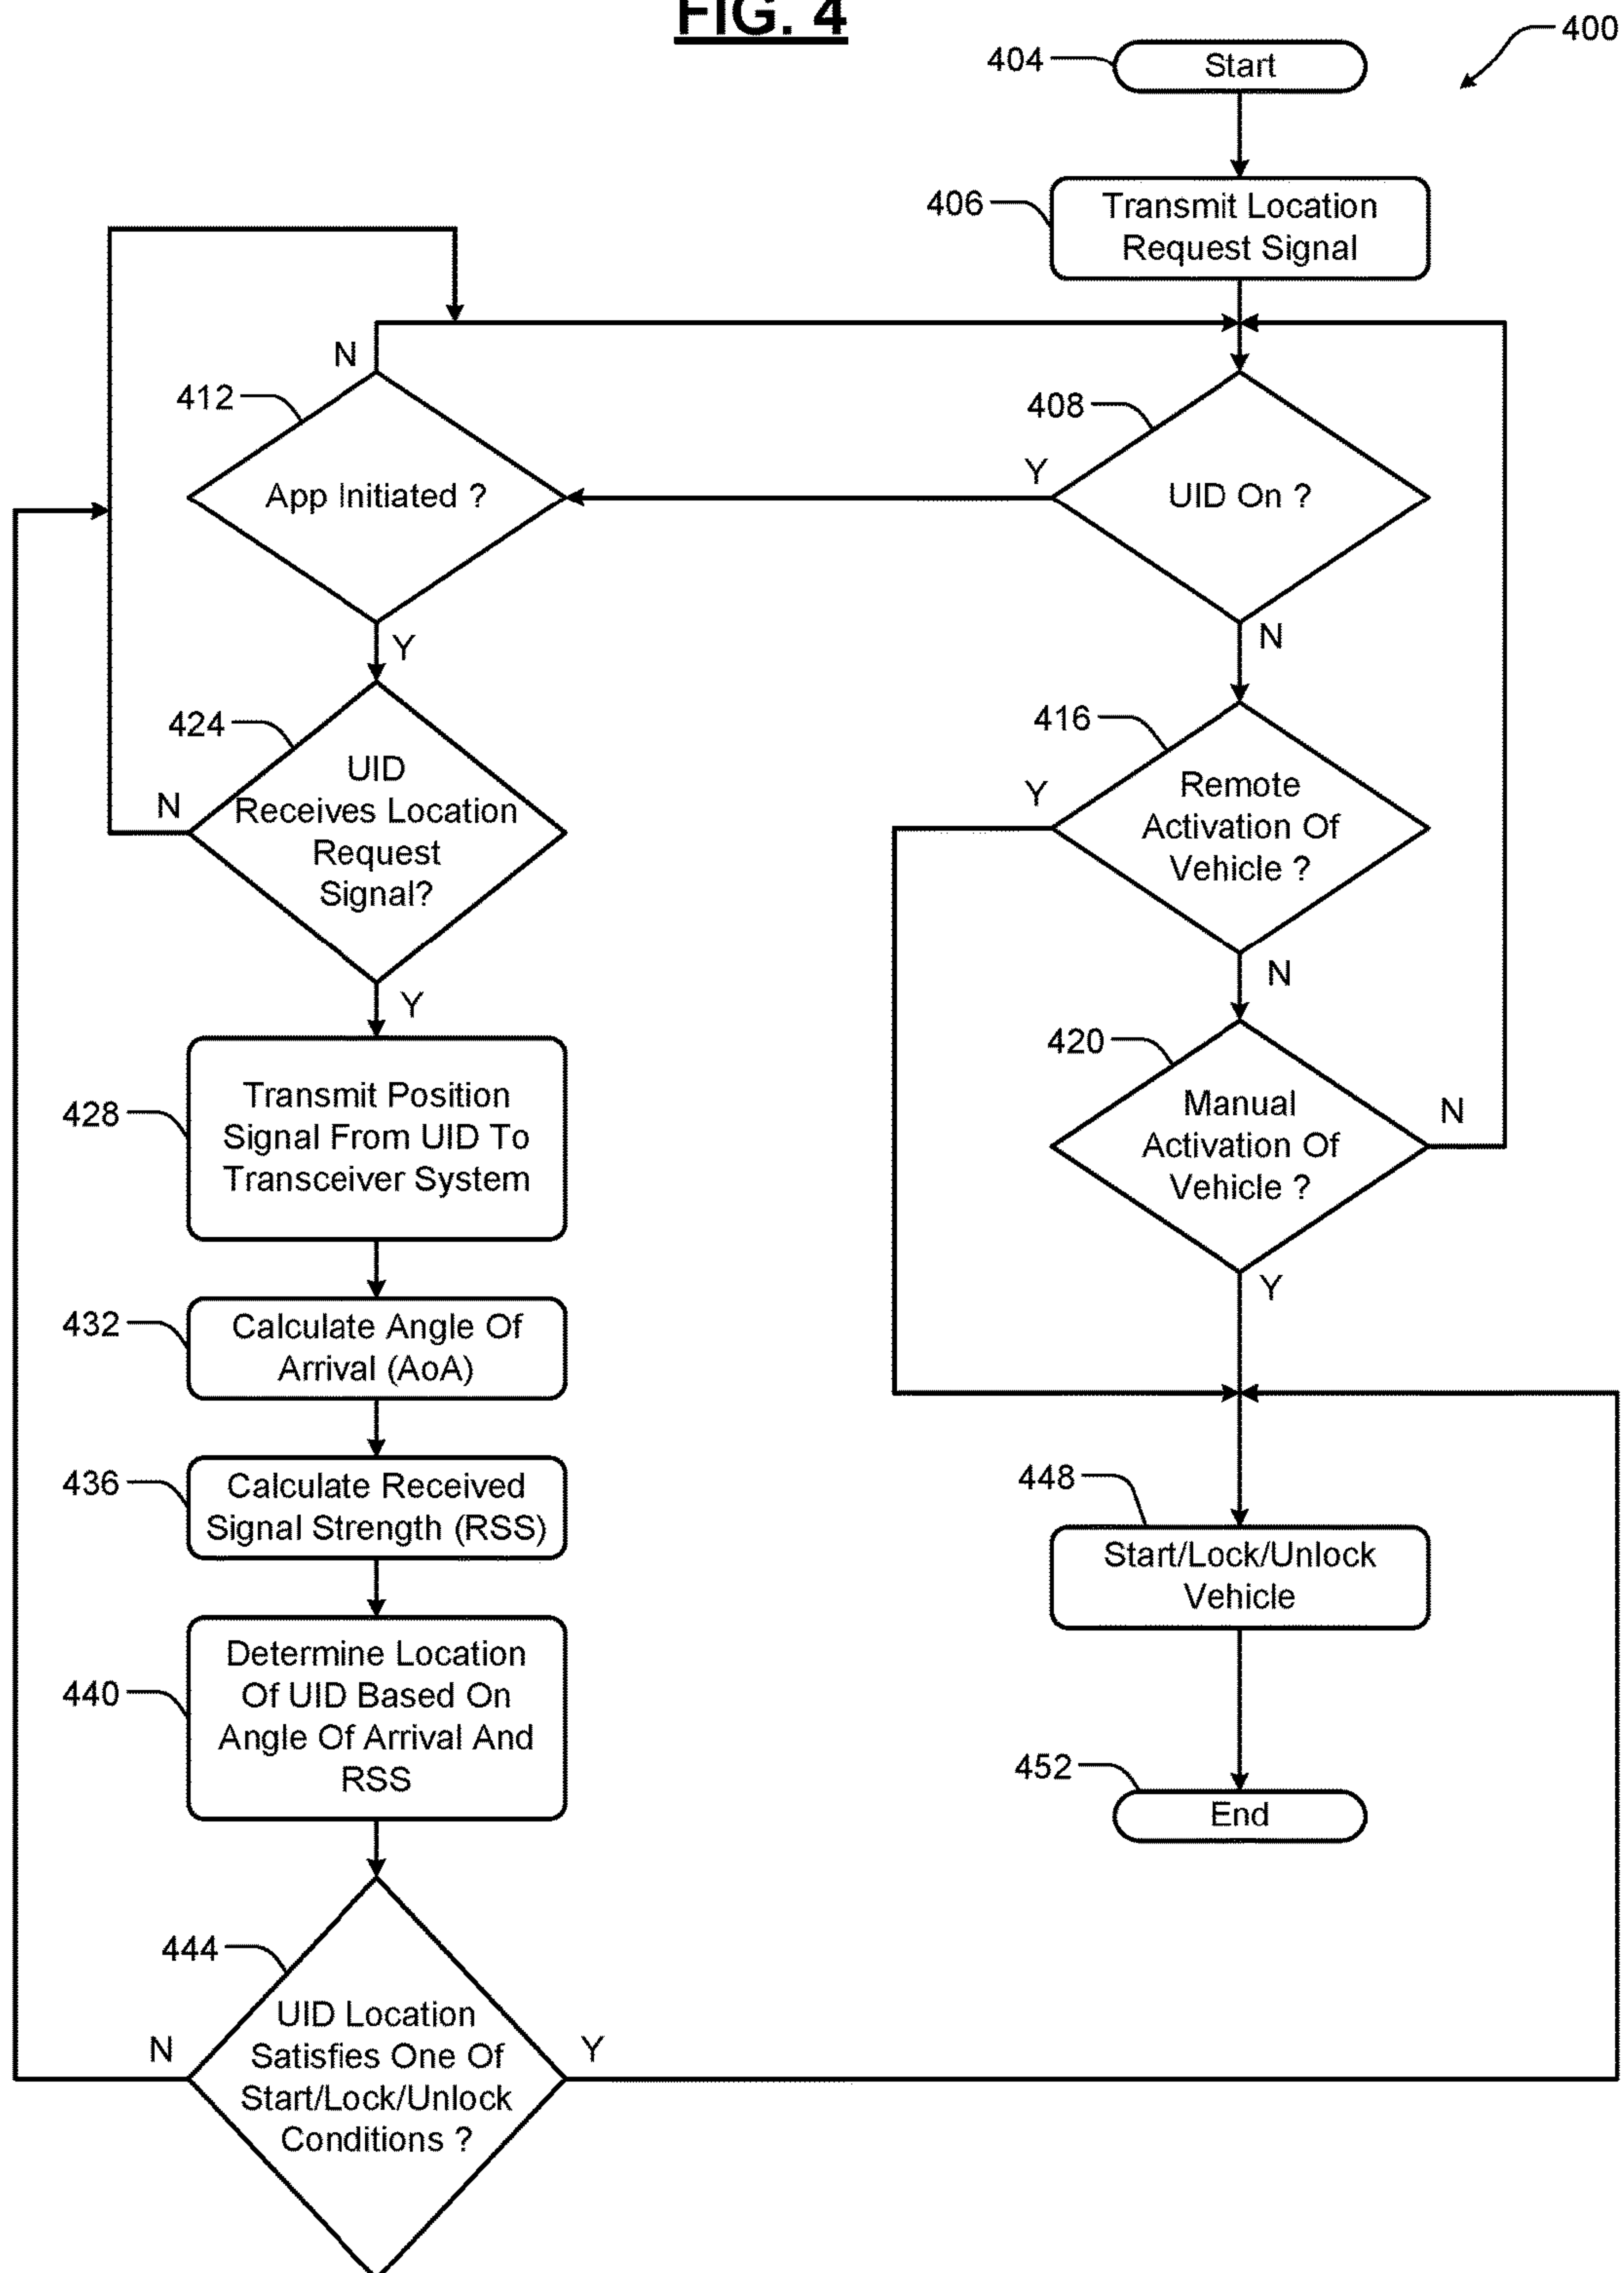 FIG. 4
400
404
Start
406
Transmit Location
Request Signal
N
412
App Initiated ?
408
Y
UID On ?
Y
N
424
UID
N
Receives Location
Request
Signal?
416
Y
Remote
Activation Of
Vehicle ?
Y
N
428
Transmit Position
Signal From UID To
Transceiver System
420
Manual
Activation Of
Vehicle ?
N
Y
432
Calculate Angle Of
Arrival (AoA)
436
Calculate Received
Signal Strength (RSS)
448
Start/Lock/Unlock
Vehicle
440
Determine Location
Of UID Based On
Angle Of Arrival And
RSS
452
End
444
N
UID Location
Satisfies One Of
Start/Lock/Unlock
Conditions ?
Y